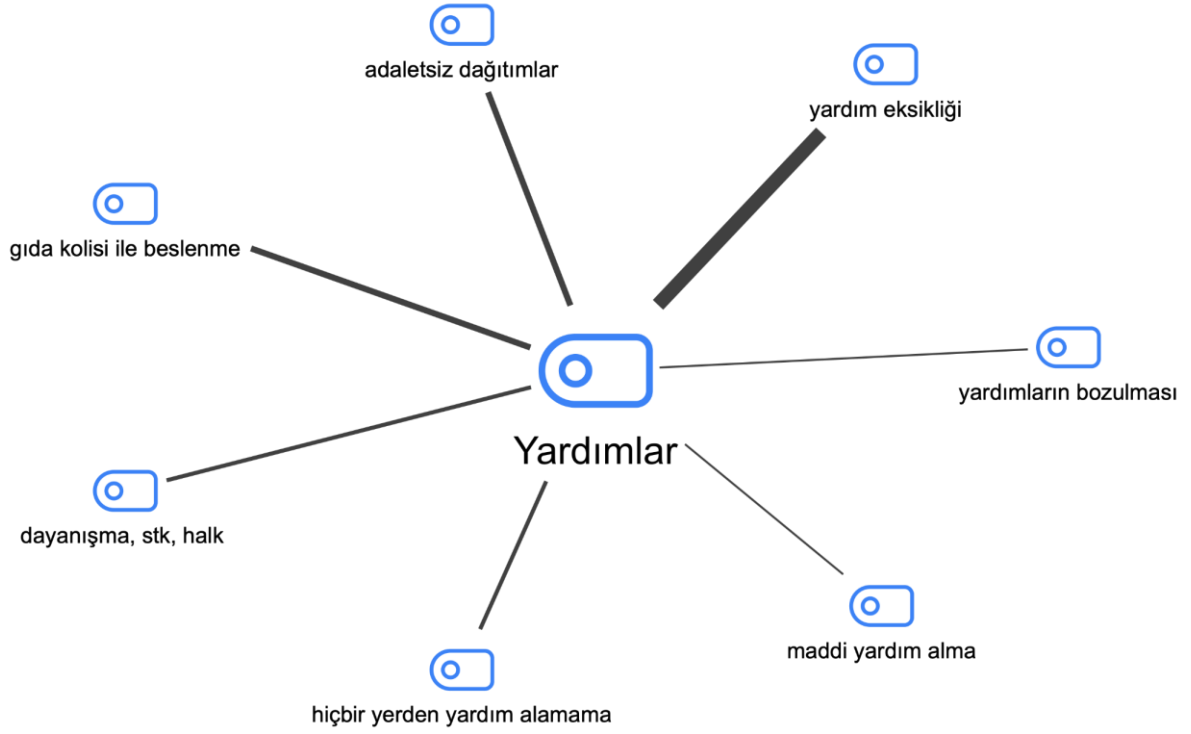 adaletsiz dağıtımlar
yardım eksikliği
gıda kolisi ile beslenme
yardımların bozulması
Yardımlar
dayanışma, stk, halk
maddi yardım alma
hiçbir yerden yardım alamama